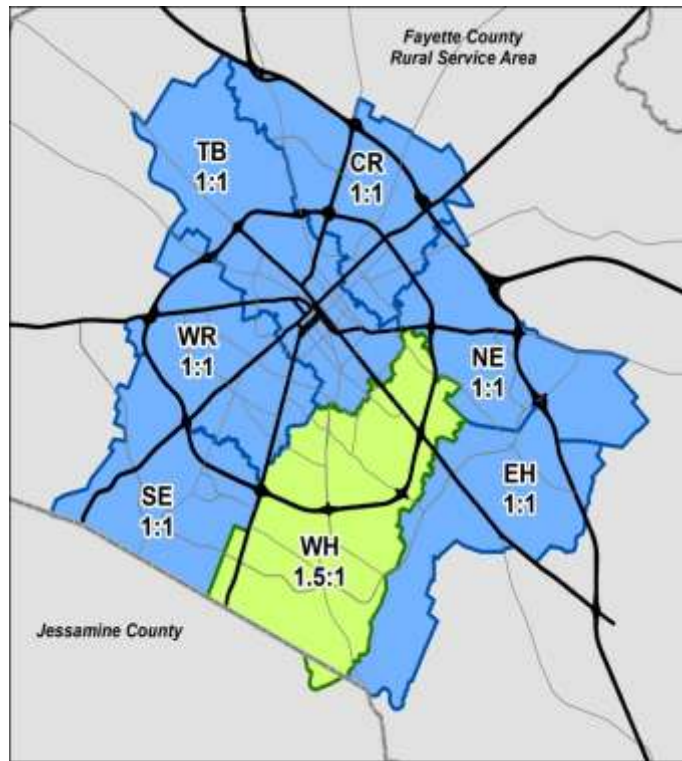 Fayette County
Rural Service Area
TB
1:1
CR
1:1
WR
1:1
NE
1:1
EH
1:1
SE
1:1
WH
1.5:1
Jessamine County